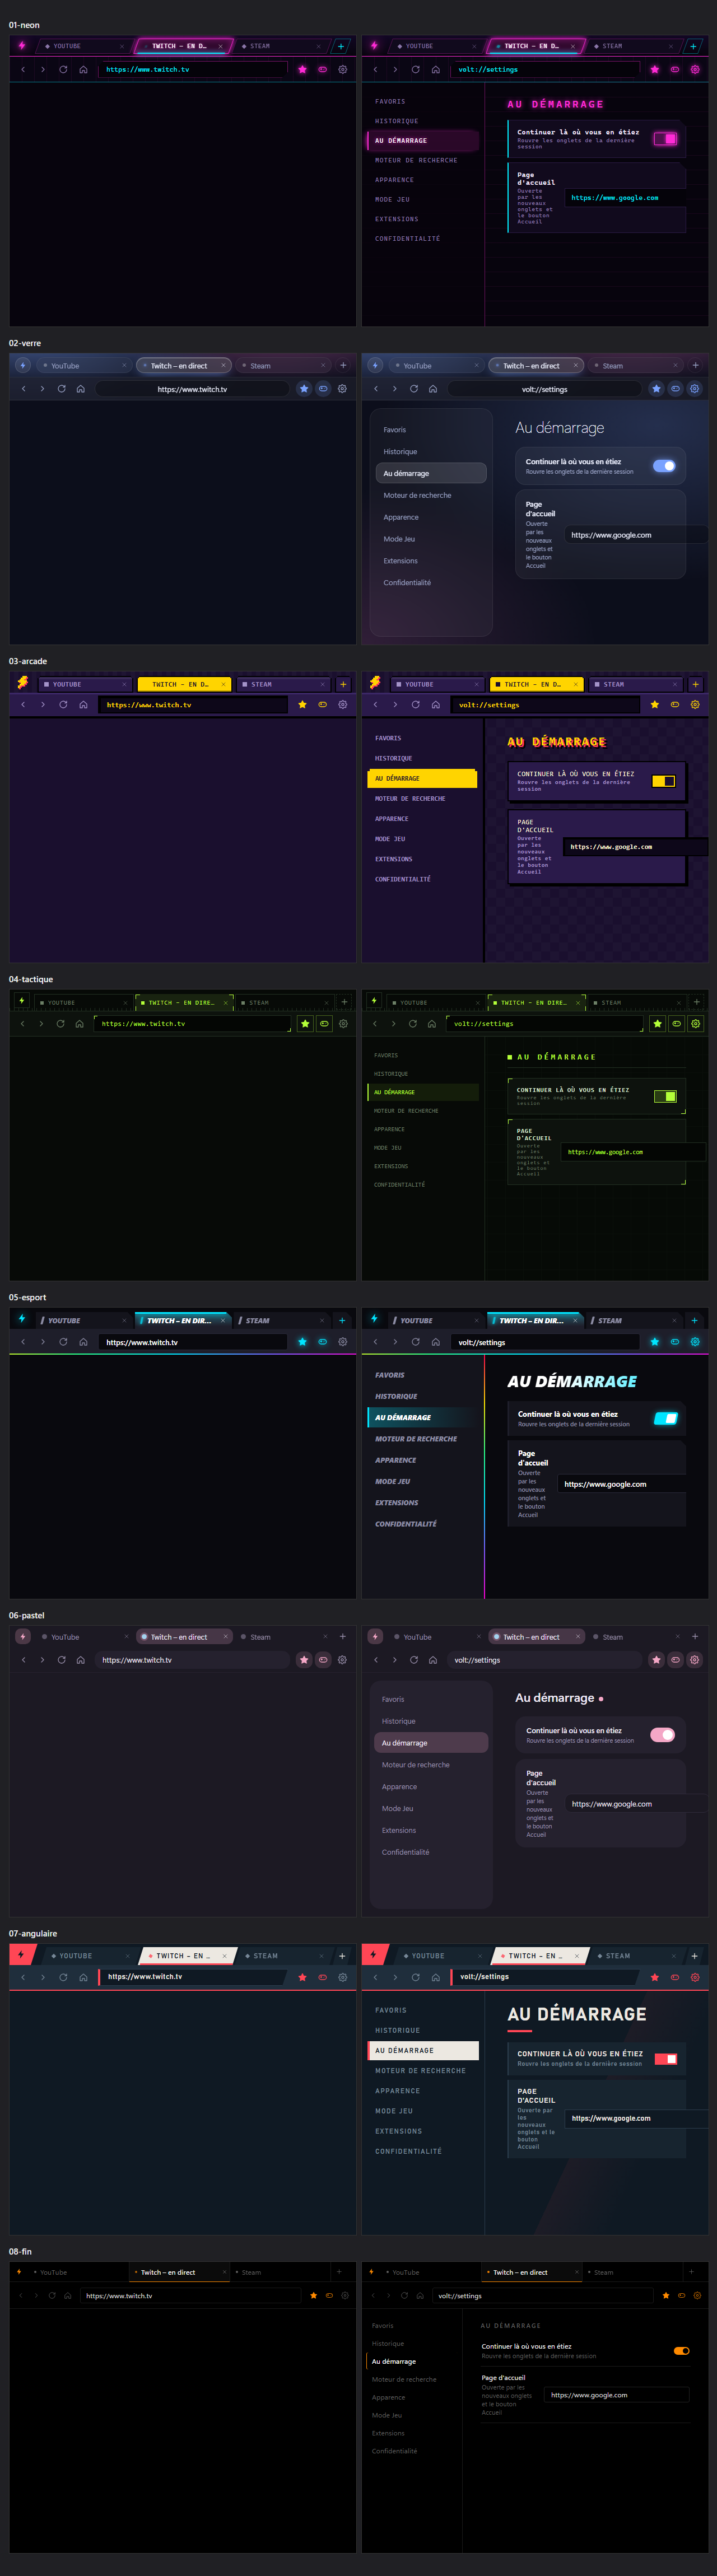 01-neon
YOUTUBE
TWITCH – EN D…
STEAM
https://www.twitch.tv
YOUTUBE
TWITCH – EN D…
STEAM
volt://settings
FAVORIS
HISTORIQUE
AU DÉMARRAGE
MOTEUR DE RECHERCHE
APPARENCE
MODE JEU
EXTENSIONS
CONFIDENTIALITÉ
AU DÉMARRAGE
Continuer là où vous en étiez
Rouvre les onglets de la dernière
session
Page
d'accueil
Ouverte
par les
nouveaux
onglets et
le bouton
Accueil
https://www.google.com
02-verre
YouTube
Twitch – en direct
Steam
https://www.twitch.tv
YouTube
Twitch – en direct
Steam
volt://settings
Favoris
Historique
Au démarrage
Moteur de recherche
Apparence
Mode Jeu
Extensions
Confidentialité
Au démarrage
Continuer là où vous en étiez
Rouvre les onglets de la dernière session
Page
d'accueil
Ouverte
par les
nouveaux
onglets et
le bouton
Accueil
https://www.google.com
03-arcade
YOUTUBE
TWITCH – EN D…
STEAM
https://www.twitch.tv
YOUTUBE
TWITCH – EN D…
STEAM
volt://settings
FAVORIS
HISTORIQUE
AU DÉMARRAGE
MOTEUR DE RECHERCHE
APPARENCE
MODE JEU
EXTENSIONS
CONFIDENTIALITÉ
AU DÉMARRAGE
CONTINUER LÀ OÙ VOUS EN ÉTIEZ
Rouvre les onglets de la dernière
session
PAGE
D'ACCUEIL
Ouverte
par les
nouveaux
onglets et
le bouton
Accueil
https://www.google.com
04-tactique
YOUTUBE
TWITCH – EN DIRE…
STEAM
https://www.twitch.tv
YOUTUBE
TWITCH – EN DIRE…
STEAM
volt://settings
FAVORIS
HISTORIQUE
AU DÉMARRAGE
MOTEUR DE RECHERCHE
APPARENCE
MODE JEU
EXTENSIONS
CONFIDENTIALITÉ
AU DÉMARRAGE
CONTINUER LÀ OÙ VOUS EN ÉTIEZ
Rouvre les onglets de la dernière
session
PAGE
D'ACCUEIL
Ouverte
par les
nouveaux
onglets et
le bouton
Accueil
https://www.google.com
05-esport
YOUTUBE
TWITCH – EN DIR…
STEAM
https://www.twitch.tv
YOUTUBE
TWITCH – EN DIR…
STEAM
volt://settings
FAVORIS
HISTORIQUE
AU DÉMARRAGE
MOTEUR DE RECHERCHE
APPARENCE
MODE JEU
EXTENSIONS
CONFIDENTIALITÉ
AU DÉMARRAGE
Continuer là où vous en étiez
Rouvre les onglets de la dernière session
Page
d'accueil
Ouverte
par les
nouveaux
onglets et
le bouton
Accueil
https://www.google.com
06-pastel
YouTube
Twitch – en direct
Steam
https://www.twitch.tv
YouTube
Twitch – en direct
Steam
volt://settings
Favoris
Historique
Au démarrage
Moteur de recherche
Apparence
Mode Jeu
Extensions
Confidentialité
Au démarrage
Continuer là où vous en étiez
Rouvre les onglets de la dernière session
Page
d'accueil
Ouverte
par les
nouveaux
onglets et
le bouton
Accueil
https://www.google.com
07-angulaire
YOUTUBE
TWITCH – EN …
STEAM
https://www.twitch.tv
YOUTUBE
TWITCH – EN …
STEAM
volt://settings
FAVORIS
HISTORIQUE
AU DÉMARRAGE
MOTEUR DE RECHERCHE
APPARENCE
MODE JEU
EXTENSIONS
CONFIDENTIALITÉ
AU DÉMARRAGE
CONTINUER LÀ OÙ VOUS EN ÉTIEZ
Rouvre les onglets de la dernière session
PAGE
D'ACCUEIL
Ouverte par
les
nouveaux
onglets et le
bouton
Accueil
https://www.google.com
08-fin
YouTube
Twitch – en direct
Steam
https://www.twitch.tv
YouTube
Twitch – en direct
Steam
volt://settings
Favoris
Historique
Au démarrage
Moteur de recherche
Apparence
Mode Jeu
Extensions
Confidentialité
AU DÉMARRAGE
Continuer là où vous en étiez
Rouvre les onglets de la dernière session
Page d'accueil
Ouverte par les
nouveaux onglets
et le bouton
Accueil
https://www.google.com